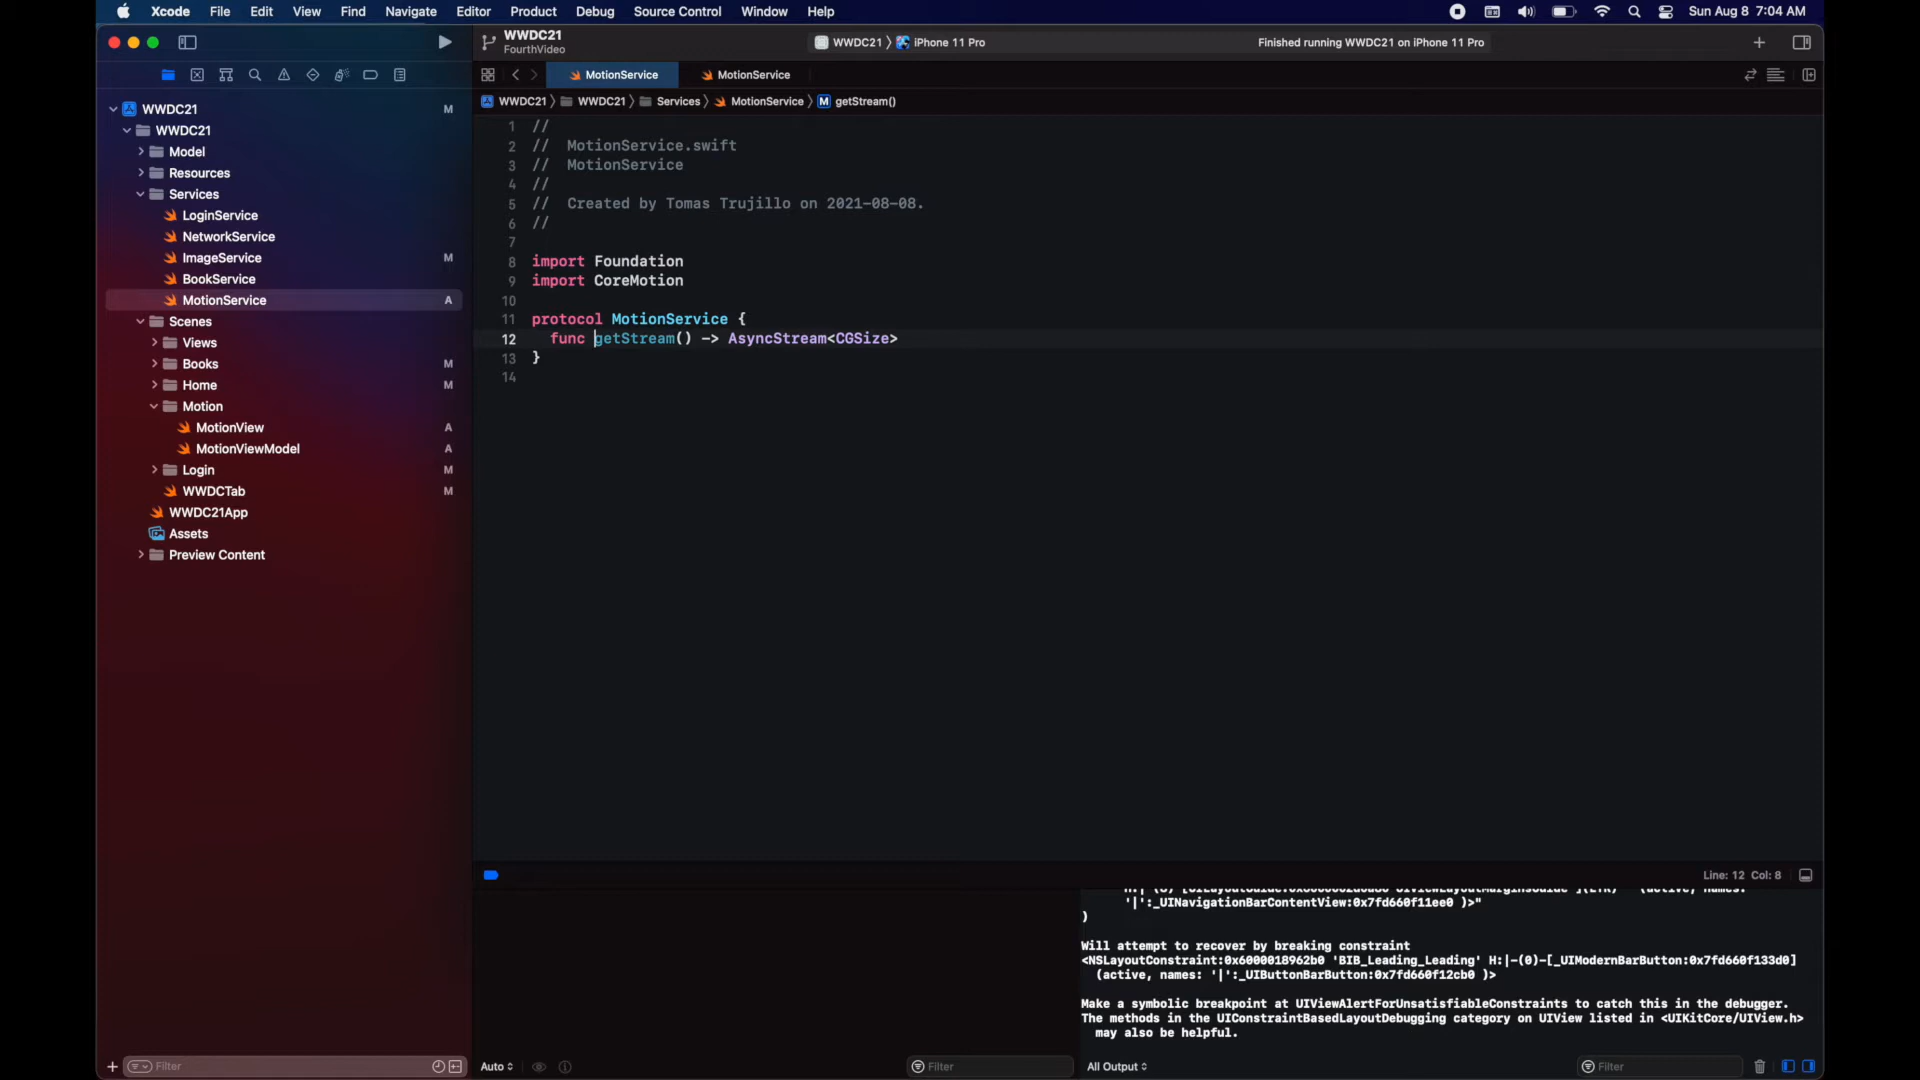 Xcode File Edit View Find Navigate Editor Product Debug Source Control Window Help Sun Aug 8 7:04 AM
WWDC21
FourthVideo
WWDC21 iPhone 11 Pro
Finished running WWDC21 on iPhone 11 Pro
MotionService
MotionService
WWDC21 WWDC21 Services MotionService M getStream()
WWDC21 M
WWDC21
Model
Resources
Services
LoginService
NetworkService
ImageService M
BookService
MotionService A
Scenes
Views
Books M
Home M
Motion
MotionView A
MotionViewModel A
Login M
WWDCTab M
WWDC21App
Assets
Preview Content
1 //
2 //  MotionService.swift
3 //  MotionService
4 //
5 //  Created by Tomas Trujillo on 2021-08-08.
6 //
7
8 import Foundation
9 import CoreMotion
10
11 protocol MotionService {
12   func getStream() -> AsyncStream<CGSize>
13 }
14
Line: 12 Col: 8
'|':_UINavigationBarContentView:0x7fd660f11ee0 )>"
)
Will attempt to recover by breaking constraint
<NSLayoutConstraint:0x6000018962b0 'BIB_Leading_Leading' H:|-(0)-[_UIModernBarButton:0x7fd660f133d0]
(active, names: '|':_UIButtonBarButton:0x7fd660f12cb0 )>
Make a symbolic breakpoint at UIViewAlertForUnsatisfiableConstraints to catch this in the debugger.
The methods in the UIConstraintBasedLayoutDebugging category on UIView listed in <UIKitCore/UIView.h>
may also be helpful.
Filter
Auto
Filter
All Output
Filter